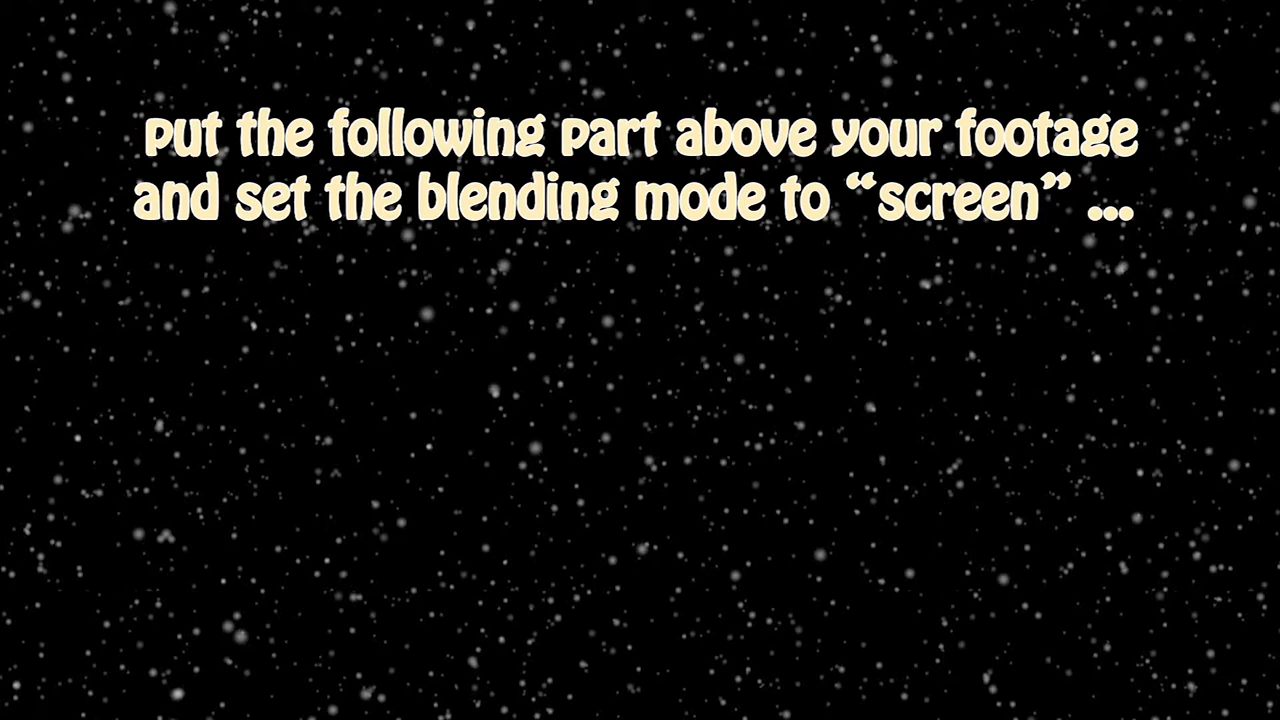 put the following part above your footage
and set the blending mode to “screen” ...